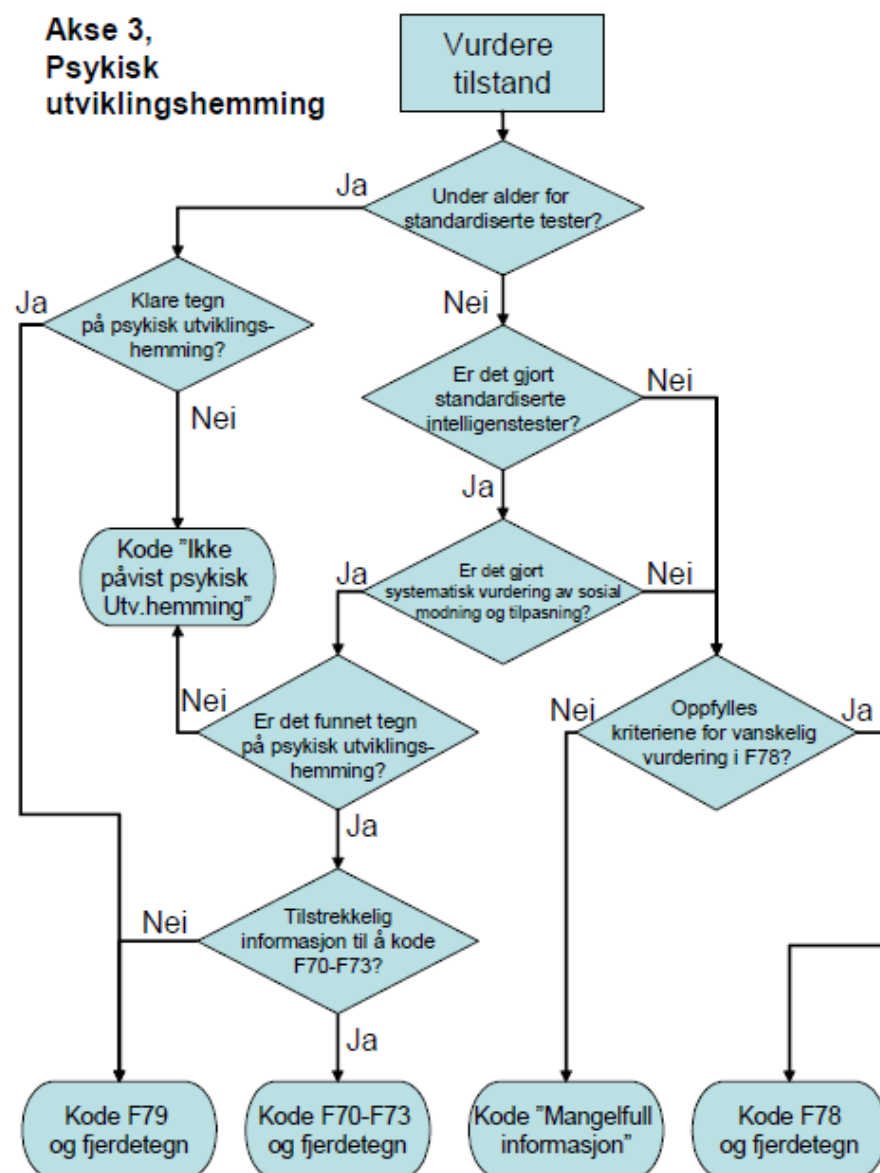 Akse 3,
Psykisk
utviklingshemming
Vurdere
tilstand
Ja
Under alder for
standardiserte tester?
Nei
Ja
Klare tegn
på psykisk utviklings-
hemming?
Nei
Er det gjort
standardiserte
intelligenstester?
Nei
Ja
Kode "Ikke
påvist psykisk
Utv.hemming"
Ja
Er det gjort
systematisk vurdering av sosial
modning og tilpasning?
Nei
Nei
Er det funnet tegn
på psykisk utviklings-
hemming?
Nei
Oppfylles
kriteriene for vanskelig
vurdering i F78?
Ja
Ja
Nei
Tilstrekkelig
informasjon til å kode
F70-F73?
Ja
Kode F79
og fjerdetegn
Kode F70-F73
og fjerdetegn
Kode "Mangelfull
informasjon"
Kode F78
og fjerdetegn